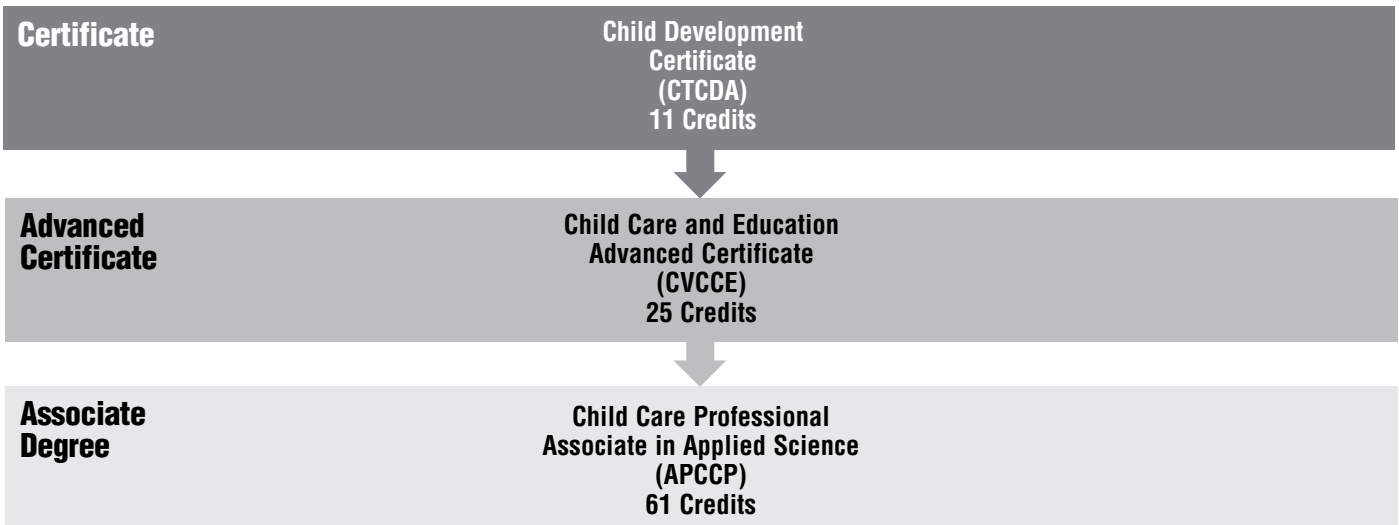 Certificate
Child Development
Certificate
(CTCDA)
11 Credits
Advanced
Certificate
Child Care and Education
Advanced Certificate
(CVCCE)
25 Credits
Associate
Degree
Child Care Professional
Associate in Applied Science
(APCCP)
61 Credits